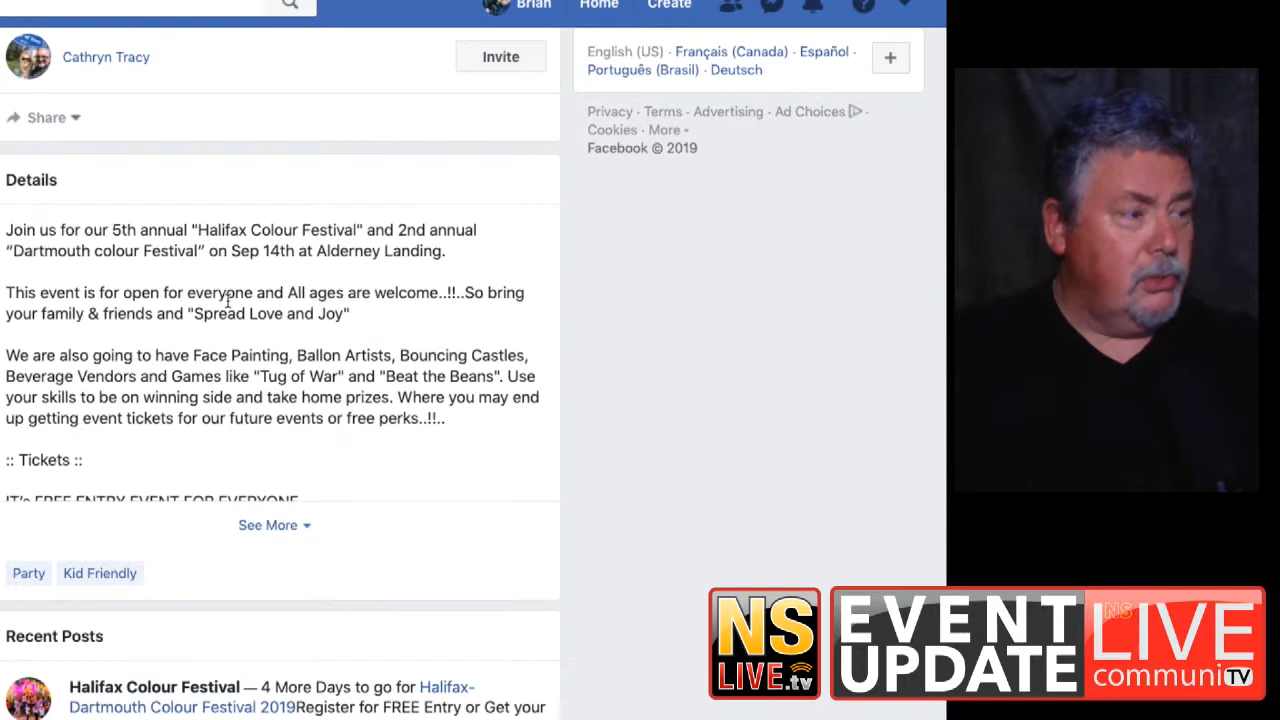 Brian Home Create
Cathryn Tracy
Invite
English (US) · Français (Canada) · Español ·
Português (Brasil) · Deutsch
+
Share
Privacy · Terms · Advertising · Ad Choices ·
Cookies · More
Facebook © 2019
Details
Join us for our 5th annual "Halifax Colour Festival" and 2nd annual
“Dartmouth colour Festival” on Sep 14th at Alderney Landing.
This event is for open for everyone and All ages are welcome..!!..So bring
your family & friends and "Spread Love and Joy"
We are also going to have Face Painting, Ballon Artists, Bouncing Castles,
Beverage Vendors and Games like "Tug of War" and "Beat the Beans". Use
your skills to be on winning side and take home prizes. Where you may end
up getting event tickets for our future events or free perks..!!..
:: Tickets ::
IT's FREE ENTRY EVENT FOR EVERYONE
See More
Party Kid Friendly
Recent Posts
Halifax Colour Festival — 4 More Days to go for Halifax-
Dartmouth Colour Festival 2019Register for FREE Entry or Get your
NS
LIVE.tv
EVENT
UPDATE
NS
LIVE
communiTV